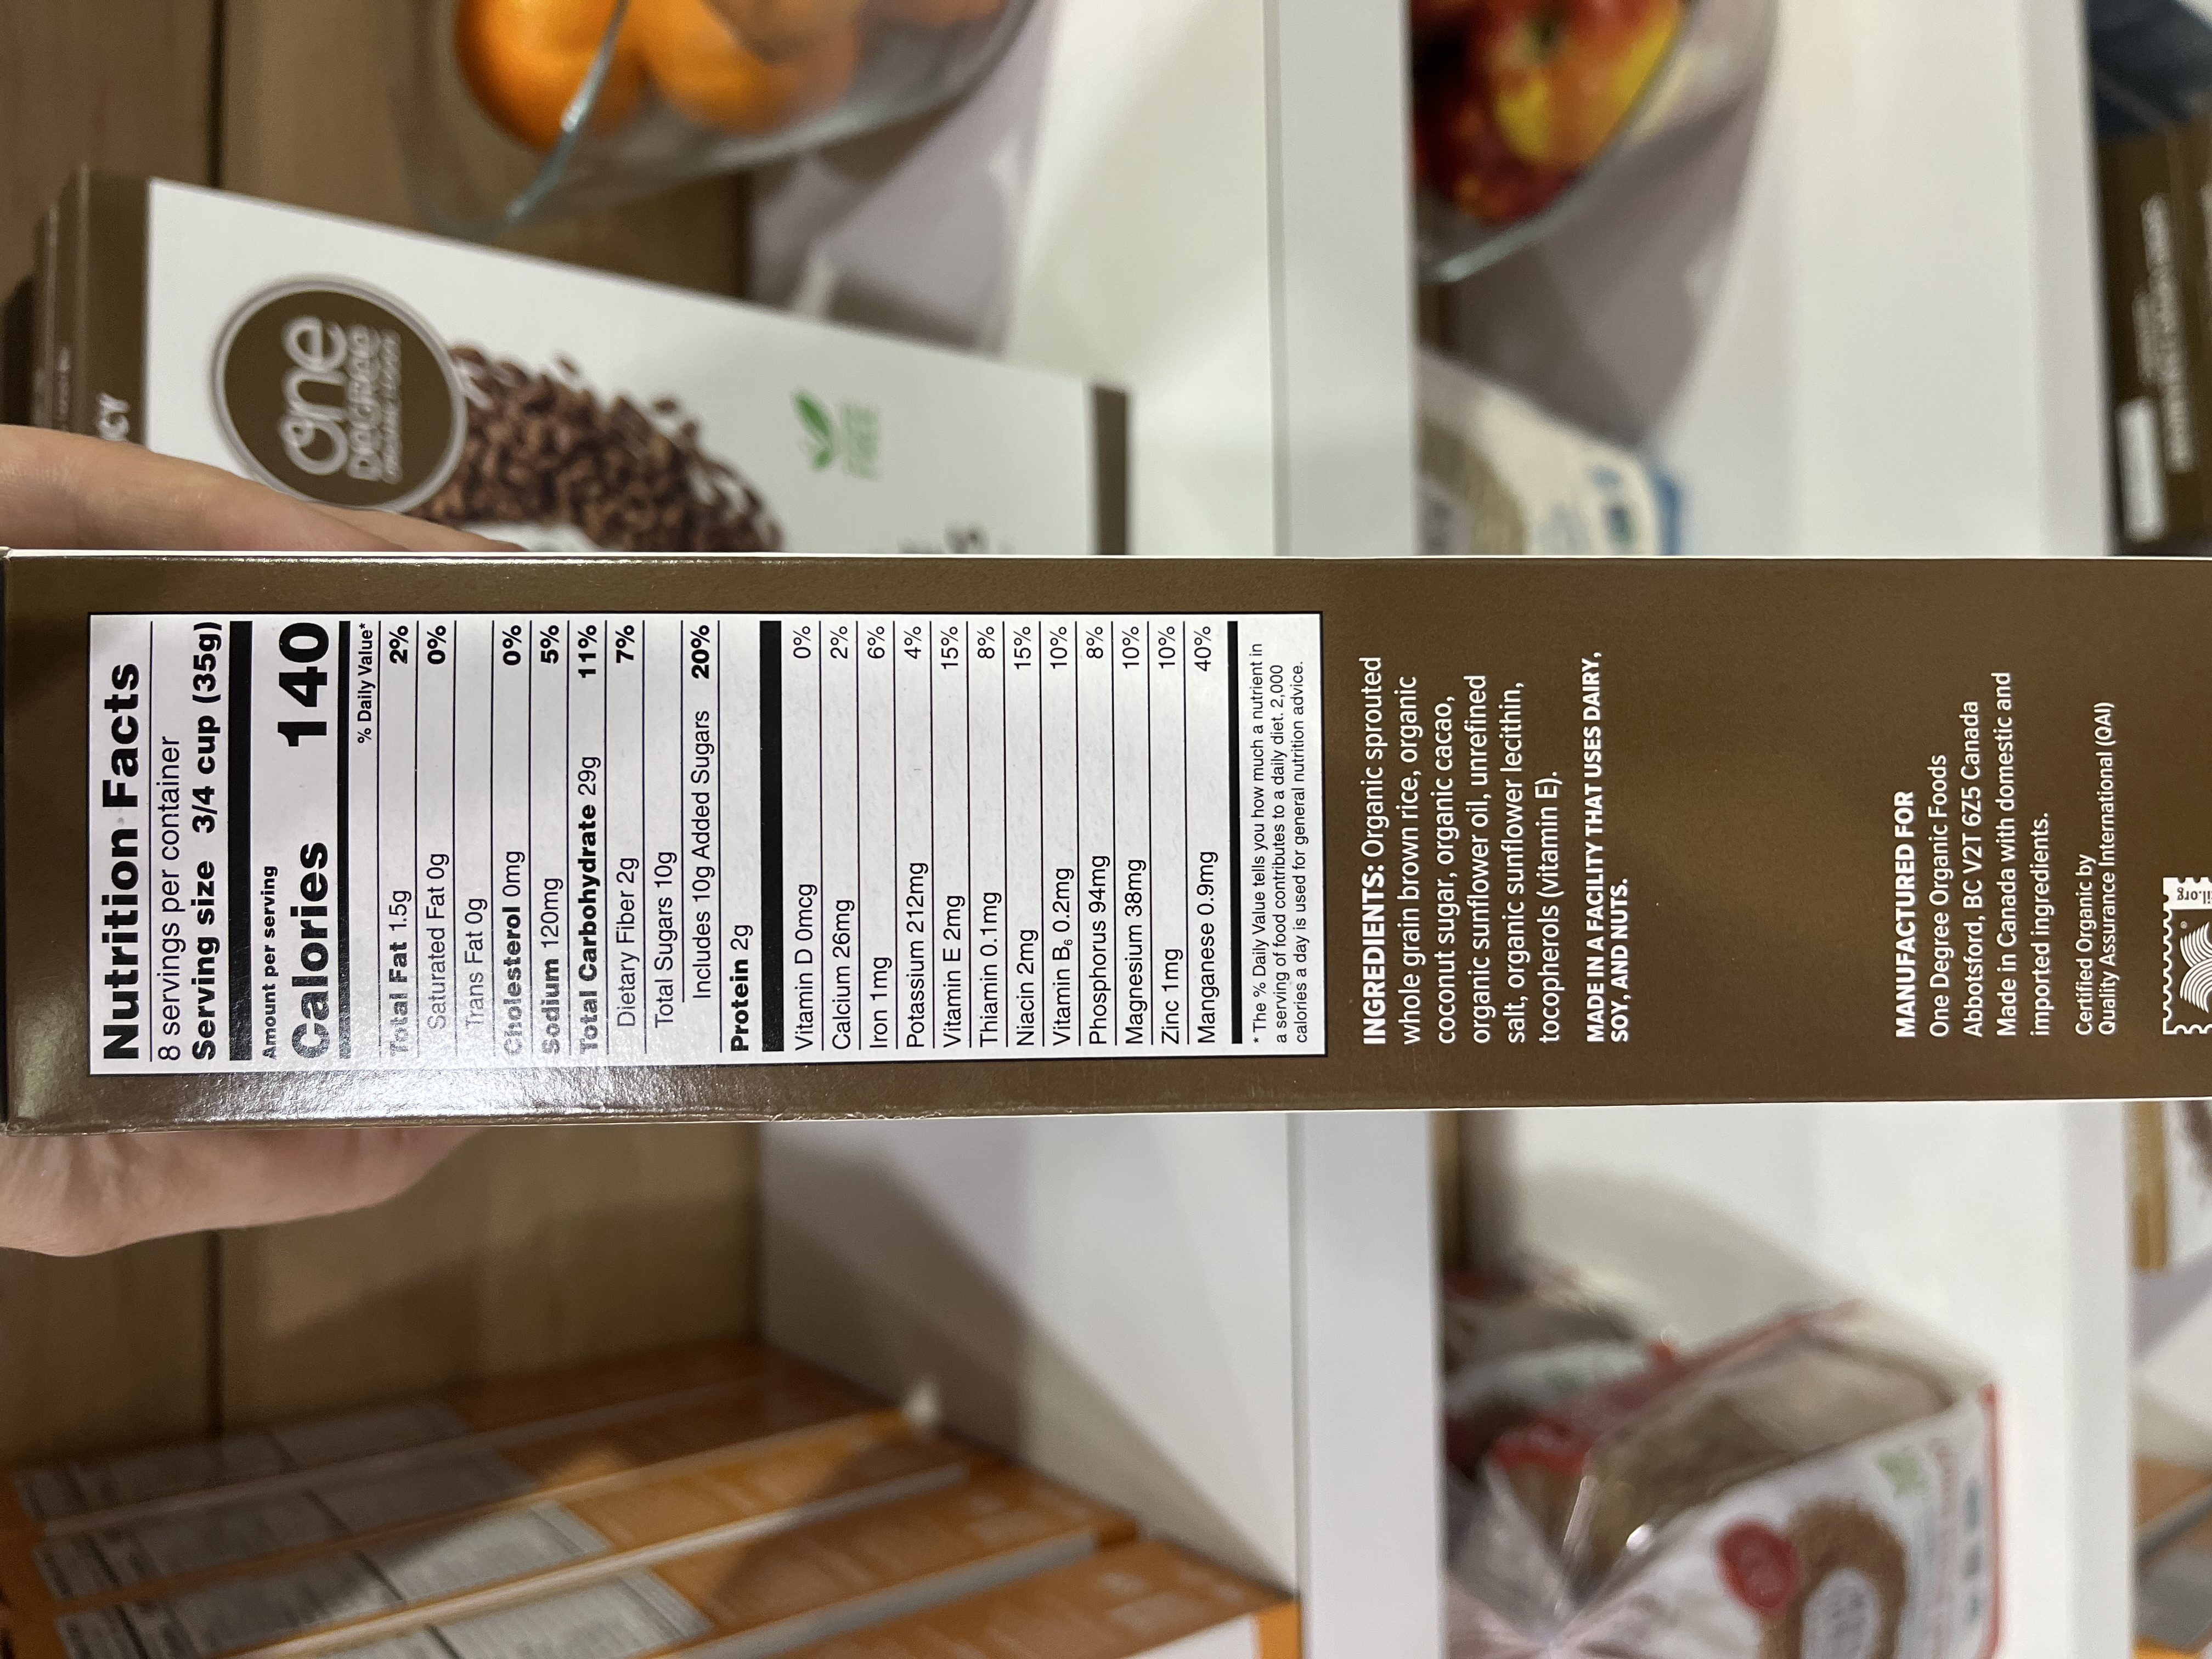 Nutrition Facts
8 servings per container
Serving size 3/4 cup (35g)
Amount per serving
Calories 140
% Daily Value*
Total Fat 1.5g 2%
Saturated Fat 0g 0%
Trans Fat 0g
Cholesterol 0mg 0%
Sodium 120mg 5%
Total Carbohydrate 29g 11%
Dietary Fiber 2g 7%
Total Sugars 10g
Includes 10g Added Sugars 20%
Protein 2g
Vitamin D 0mcg 0%
Calcium 26mg 2%
Iron 1mg 6%
Potassium 212mg 4%
Vitamin E 2mg 15%
Thiamin 0.1mg 8%
Niacin 2mg 15%
Vitamin B₆ 0.2mg 10%
Phosphorus 94mg 8%
Magnesium 38mg 10%
Zinc 1mg 10%
Manganese 0.9mg 40%
* The % Daily Value tells you how much a nutrient in
a serving of food contributes to a daily diet. 2,000
calories a day is used for general nutrition advice.
INGREDIENTS: Organic sprouted
whole grain brown rice, organic
coconut sugar, organic cacao,
organic sunflower oil, unrefined
salt, organic sunflower lecithin,
tocopherols (vitamin E).
MADE IN A FACILITY THAT USES DAIRY,
SOY, AND NUTS.
MANUFACTURED FOR
One Degree Organic Foods
Abbotsford, BC V2T 6Z5 Canada
Made in Canada with domestic and
imported ingredients.
Certified Organic by
Quality Assurance International (QAI)
one
DEGREE
ORGANIC FOODS
FREE